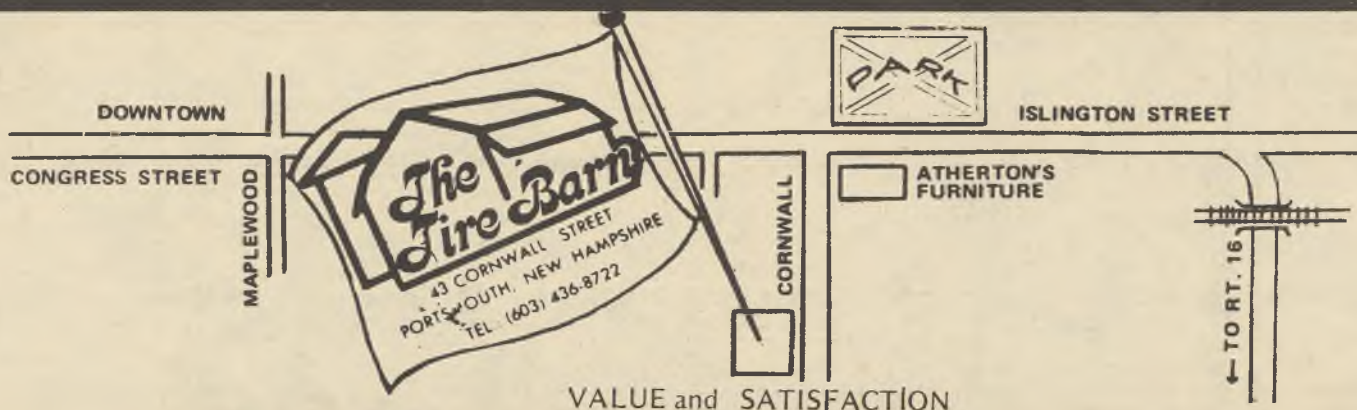 PARK
DOWNTOWN
ISLINGTON STREET
CONGRESS STREET
MAPLEWOOD
The
Tire Barn
43 CORNWALL STREET
PORTSMOUTH, NEW HAMPSHIRE
TEL: (603) 436-8722
CORNWALL
ATHERTON'S
FURNITURE
← TO RT. 16
VALUE and SATISFACTION